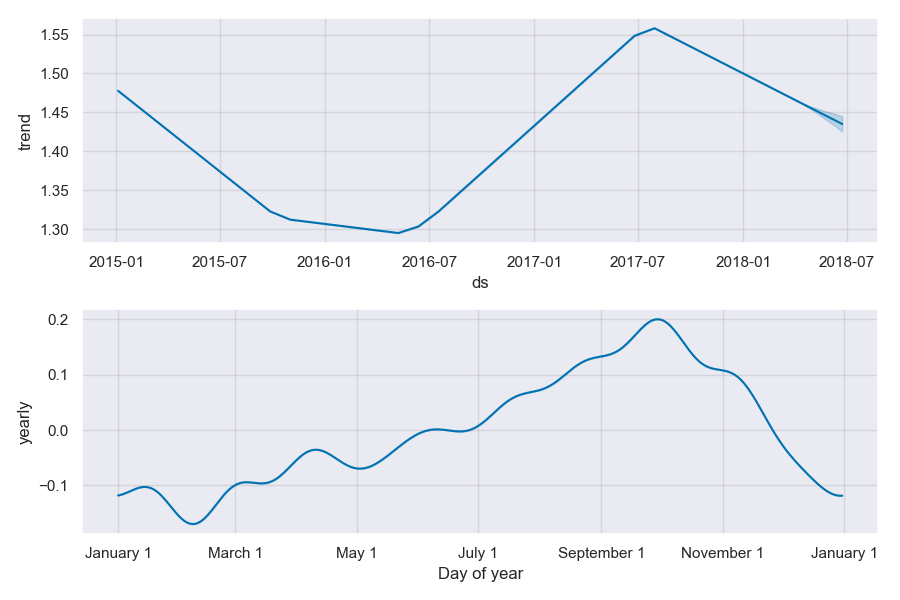 trend
1.55
1.50
1.45
1.40
1.35
1.30
2015-01 2015-07 2016-01 2016-07 2017-01 2017-07 2018-01 2018-07
ds
yearly
0.2
0.1
0.0
−0.1
January 1 March 1 May 1 July 1 September 1 November 1 January 1
Day of year